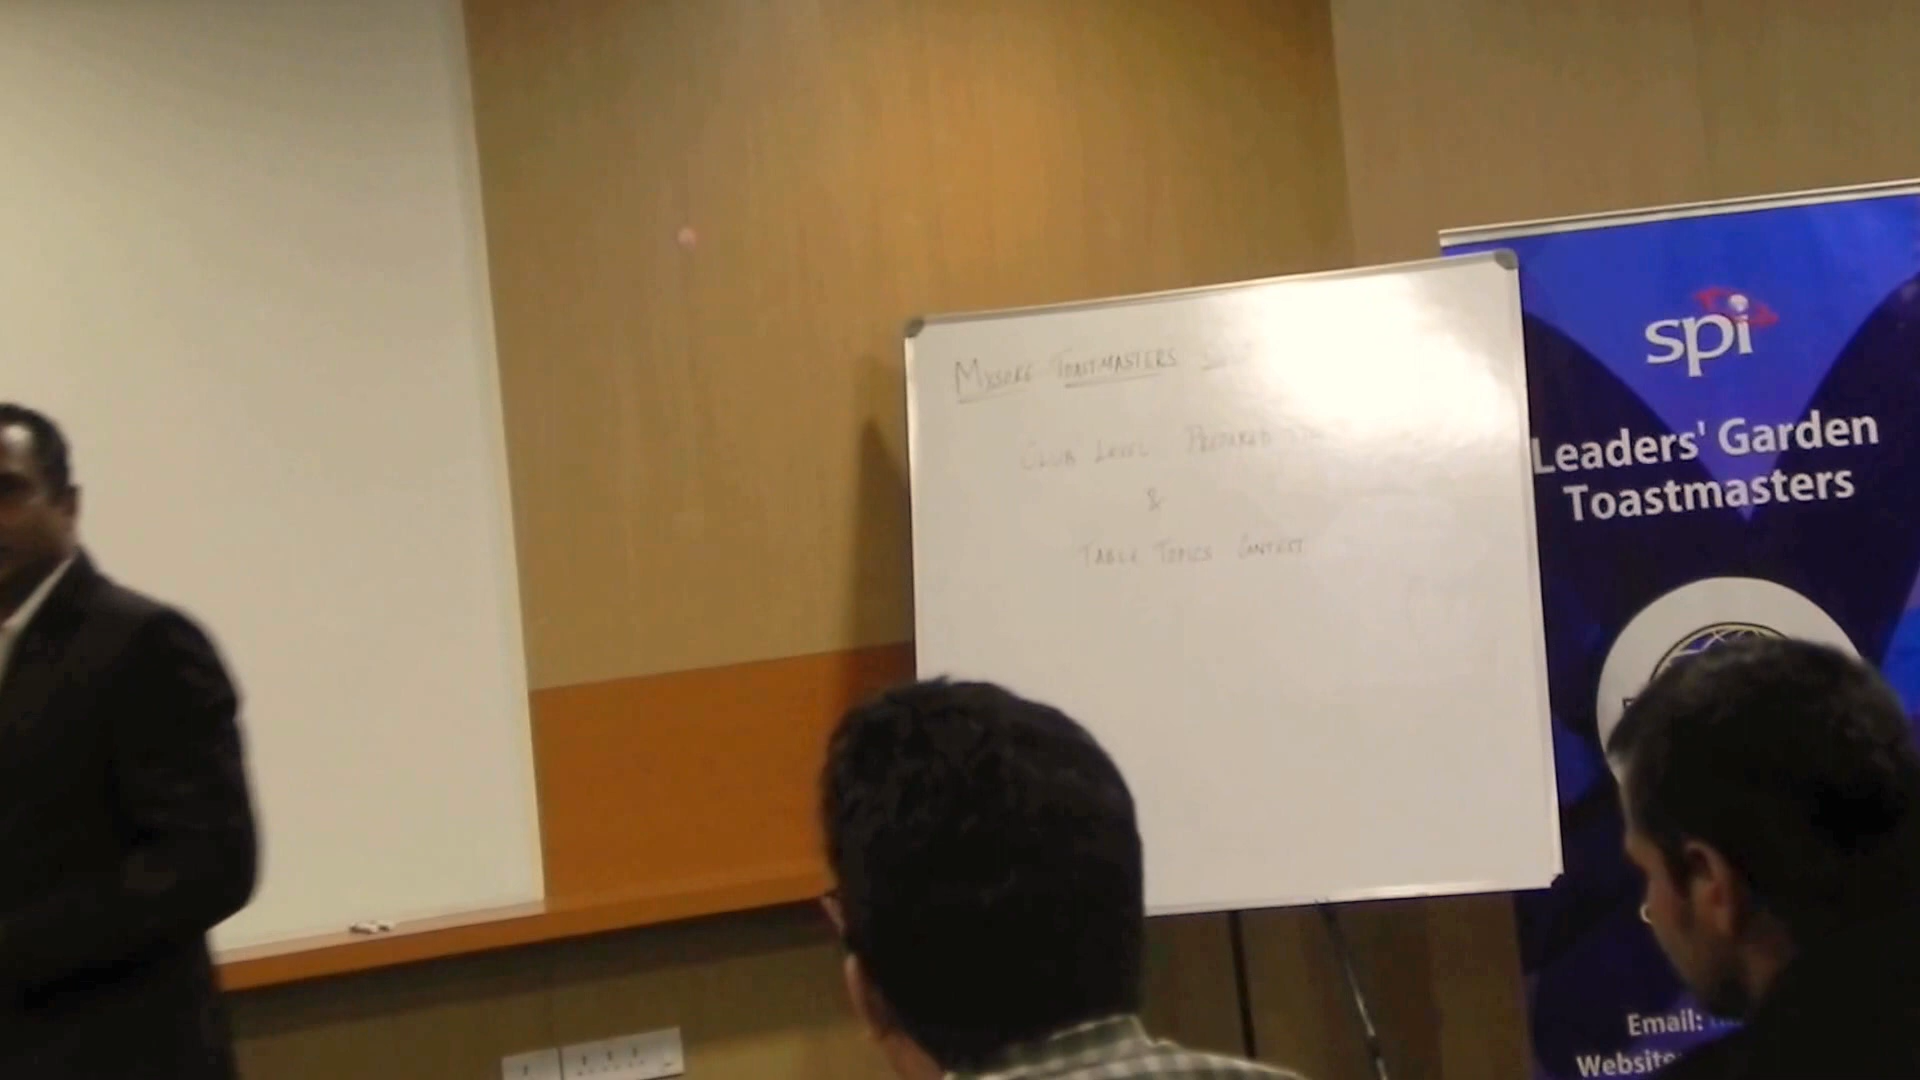 MYSORE TOASTMASTERS
CLUB LEVEL PREPARED
&
TABLE TOPICS CONTEST
spi
Leaders' Garden
Toastmasters
Email:
Website